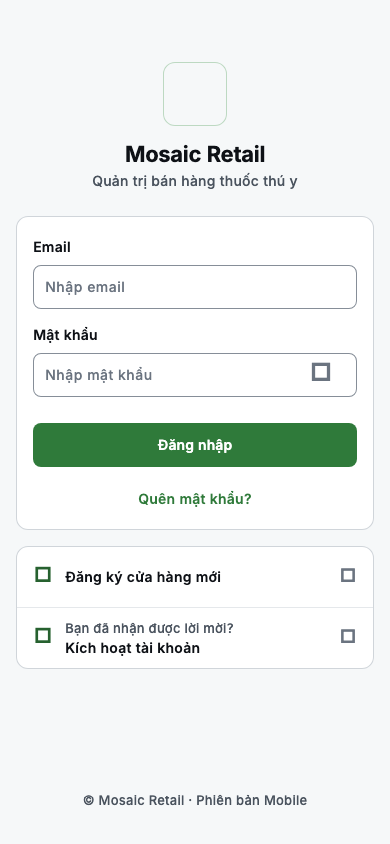 Mosaic Retail
Quản trị bán hàng thuốc thú y
Email
Nhập email
Mật khẩu
Nhập mật khẩu
Đăng nhập
Quên mật khẩu?
Đăng ký cửa hàng mới
Bạn đã nhận được lời mời?
Kích hoạt tài khoản
© Mosaic Retail · Phiên bản Mobile